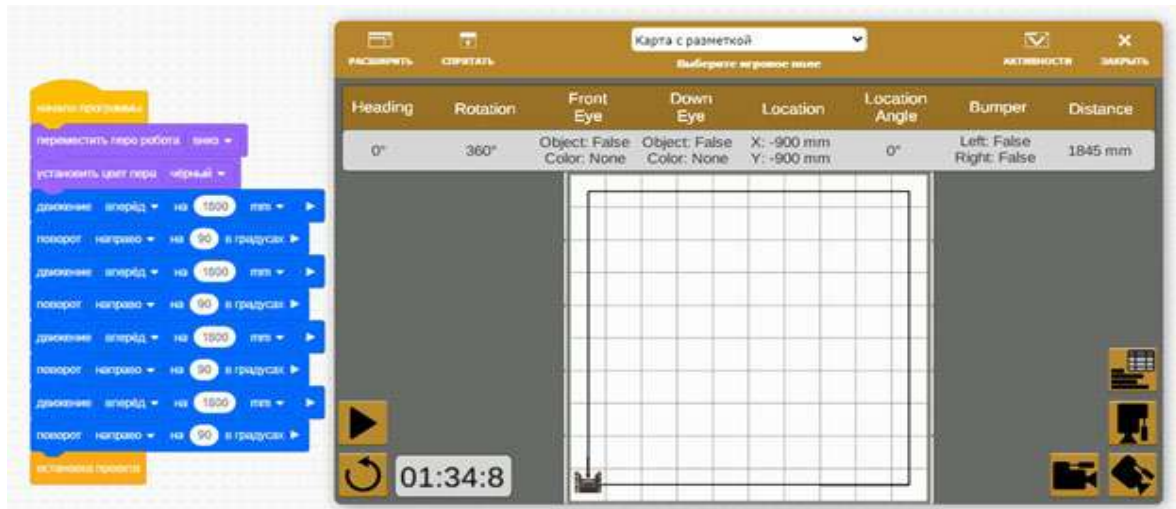 начало программы
переместить перо робота вниз
установить цвет пера чёрный
движение вперёд на 1800 mm
поворот направо на 90 в градусах
движение вперёд на 1800 mm
поворот направо на 90 в градусах
движение вперёд на 1800 mm
поворот направо на 90 в градусах
движение вперёд на 1800 mm
поворот направо на 90 в градусах
остановка проекта
РАСШИРИТЬ
СПРЯТАТЬ
Карта с разметкой
Выберите игровое поле
АКТИВНОСТИ
ЗАКРЫТЬ
Heading Rotation Front Eye Down Eye Location Location Angle Bumper Distance
0° 360° Object: False Object: False X: -900 mm 0° Left: False 1845 mm
Color: None Color: None Y: -900 mm Right: False
01:34:8